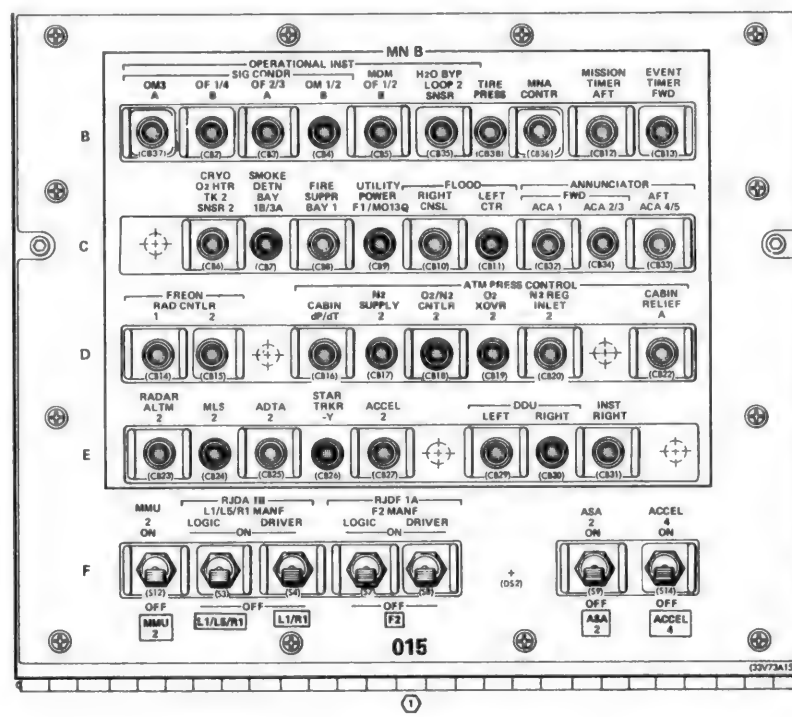 MN B
OPERATIONAL INST
SIG CONDR
OM3 A
OF 1/4 B
OF 2/3 A
OM 1/2 B
MDM OF 1/2 B
H2O BYP LOOP 2 SNSR
TIRE PRESS
MNA CONTR
MISSION TIMER AFT
EVENT TIMER FWD
B
(CB37) (CB3) (CB4) (CB5) (CB35) (CB38) (CB36) (CB12) (CB13)
CRYO O2 HTR TK 2 SNSR 2
SMOKE DETN BAY 1B/3A
FIRE SUPPR BAY 1
UTILITY POWER F1/MO13Q
FLOOD
RIGHT CNSL
LEFT CTR
ANNUNCIATOR
FWD
ACA 1
ACA 2/3
AFT ACA 4/5
C
(CB6) (CB7) (CB8) (CB9) (CB10) (CB11) (CB32) (CB34) (CB33)
FREON RAD CNTLR
1 2
ATM PRESS CONTROL
CABIN dP/dT
N2 SUPPLY 2
O2/N2 CNTLR 2
O2 XOVR 2
N2 REG INLET 2
CABIN RELIEF A
D
(CB14) (CB15) (CB16) (CB17) (CB18) (CB19) (CB20) (CB22)
RADAR ALTM 2
MLS 2
ADTA 2
STAR TRKR -Y
ACCEL 2
DDU
LEFT RIGHT
INST RIGHT
E
(CB23) (CB24) (CB25) (CB26) (CB27) (CB29) (CB30) (CB31)
MMU 2 ON
RJDA 1B
L1/L5/R1 MANF
LOGIC DRIVER
ON
RJDF 1A
F2 MANF
LOGIC DRIVER
ON
ASA 2 ON
ACCEL 4 ON
F
(S12) (S3) (S4) (S7) (S8) (DS2) (S9) (S14)
OFF OFF OFF OFF OFF
MMU 2
L1/L5/R1
L1/R1
F2
ASA 2
ACCEL 4
015
(33V73A15)
1